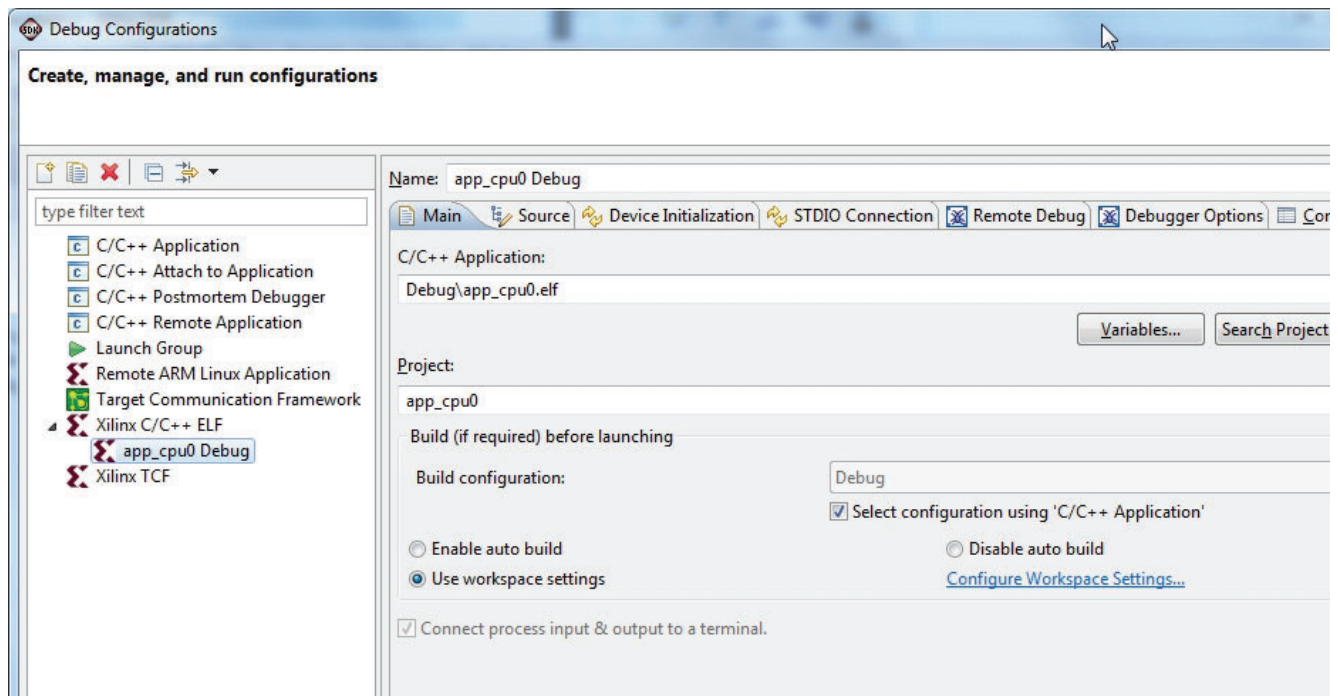 SDK Debug Configurations
Create, manage, and run configurations
Name: app_cpu0 Debug
type filter text
Main Source Device Initialization STDIO Connection Remote Debug Debugger Options Co
C/C++ Application
C/C++ Attach to Application
C/C++ Postmortem Debugger
C/C++ Remote Application
Launch Group
Remote ARM Linux Application
Target Communication Framework
Xilinx C/C++ ELF
app_cpu0 Debug
Xilinx TCF
C/C++ Application:
Debug\app_cpu0.elf
Variables... Search Project
Project:
app_cpu0
Build (if required) before launching
Build configuration: Debug
Select configuration using 'C/C++ Application'
Enable auto build Disable auto build
Use workspace settings Configure Workspace Settings...
Connect process input & output to a terminal.